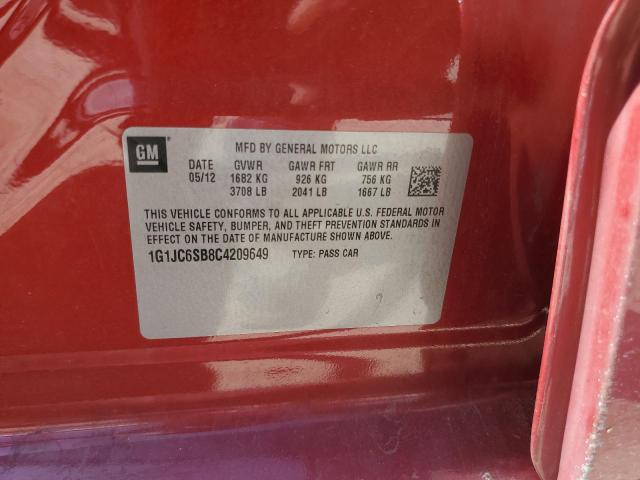 GM
MFD BY GENERAL MOTORS LLC
DATE GVWR GAWR FRT GAWR RR
05/12 1682 KG 926 KG 756 KG
3708 LB 2041 LB 1667 LB
THIS VEHICLE CONFORMS TO ALL APPLICABLE U.S. FEDERAL MOTOR
VEHICLE SAFETY, BUMPER, AND THEFT PREVENTION STANDARDS IN
EFFECT ON THE DATE OF MANUFACTURE SHOWN ABOVE.
1G1JC6SB8C4209649 TYPE: PASS CAR